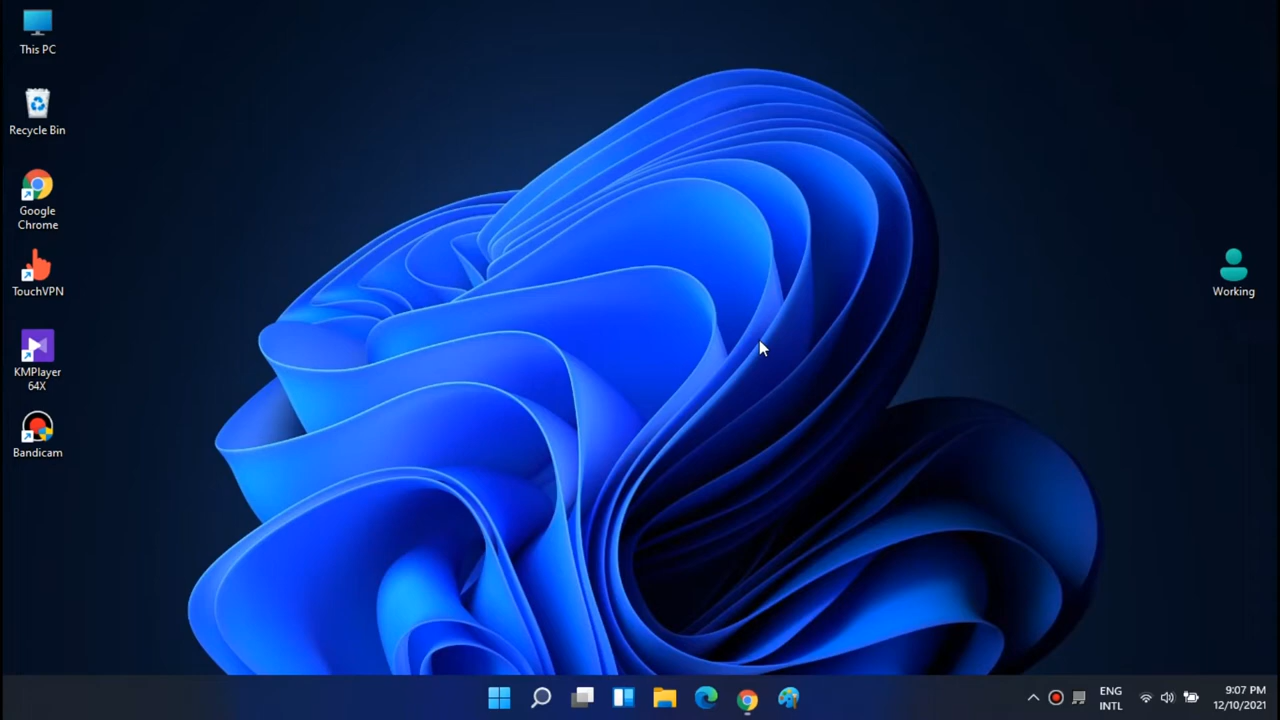 This PC
Recycle Bin
Google
Chrome
TouchVPN
KMPlayer
64X
Bandicam
Working
ENG
INTL
9:07 PM
12/10/2021